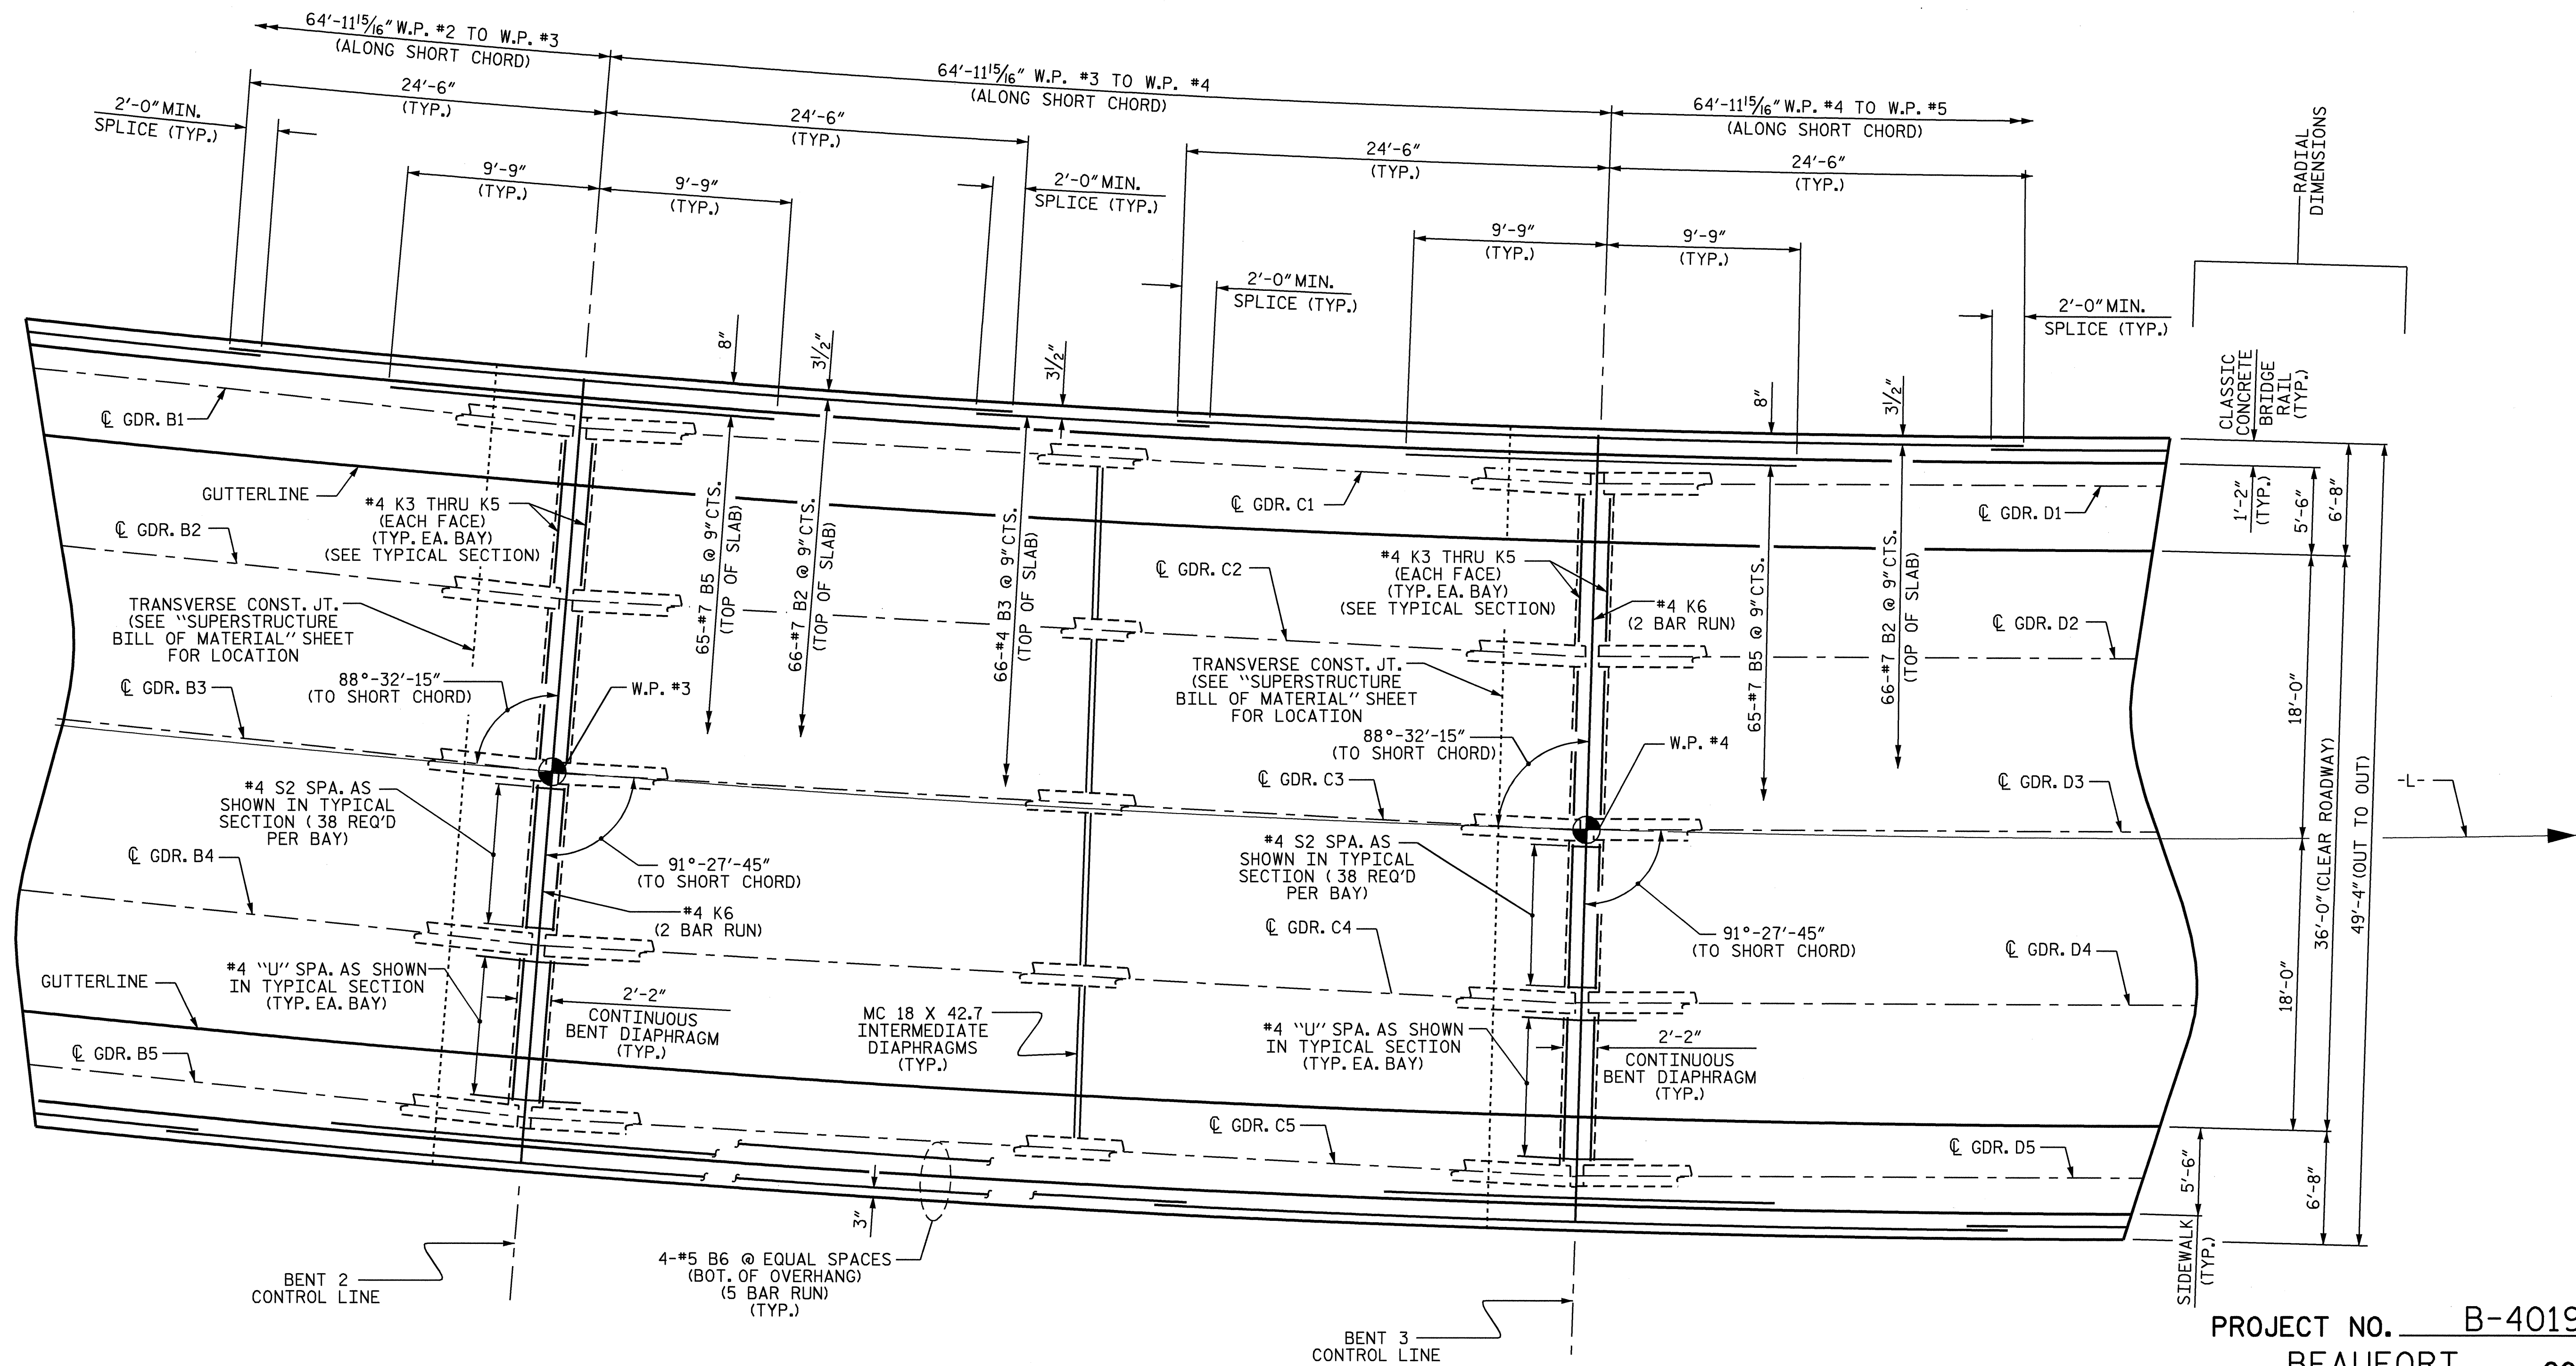 64'-11 15/16" W.P. #2 TO W.P. #3
(ALONG SHORT CHORD)
64'-11 15/16" W.P. #3 TO W.P. #4
(ALONG SHORT CHORD)
64'-11 15/16" W.P. #4 TO W.P. #5
(ALONG SHORT CHORD)
2'-0" MIN.
SPLICE (TYP.)
24'-6"
(TYP.)
24'-6"
(TYP.)
9'-9"
(TYP.)
9'-9"
(TYP.)
2'-0" MIN.
SPLICE (TYP.)
24'-6"
(TYP.)
24'-6"
(TYP.)
9'-9"
(TYP.)
9'-9"
(TYP.)
2'-0" MIN.
SPLICE (TYP.)
2'-0" MIN.
SPLICE (TYP.)
RADIAL
DIMENSIONS
CLASSIC
CONCRETE
BRIDGE
RAIL
(TYP.)
8"
3 1/2"
3 1/2"
8"
3 1/2"
℄ GDR. B1
GUTTERLINE
#4 K3 THRU K5
(EACH FACE)
(TYP. EA. BAY)
(SEE TYPICAL SECTION)
℄ GDR. B2
TRANSVERSE CONST. JT.
(SEE "SUPERSTRUCTURE
BILL OF MATERIAL" SHEET
FOR LOCATION
℄ GDR. B3
88°-32'-15"
(TO SHORT CHORD)
W.P. #3
65-#7 B5 @ 9" CTS.
(TOP OF SLAB)
66-#7 B2 @ 9" CTS.
(TOP OF SLAB)
66-#4 B3 @ 9" CTS.
(TOP OF SLAB)
℄ GDR. C1
℄ GDR. C2
#4 K3 THRU K5
(EACH FACE)
(TYP. EA. BAY)
(SEE TYPICAL SECTION)
#4 K6
(2 BAR RUN)
TRANSVERSE CONST. JT.
(SEE "SUPERSTRUCTURE
BILL OF MATERIAL" SHEET
FOR LOCATION
88°-32'-15"
(TO SHORT CHORD)
W.P. #4
65-#7 B5 @ 9" CTS.
(TOP OF SLAB)
66-#7 B2 @ 9" CTS.
(TOP OF SLAB)
℄ GDR. D1
℄ GDR. D2
℄ GDR. D3
1'-2"
(TYP.)
5'-6"
6'-8"
18'-0"
36'-0" (CLEAR ROADWAY)
49'-4" (OUT TO OUT)
-L-
#4 S2 SPA. AS
SHOWN IN TYPICAL
SECTION ( 38 REQ'D
PER BAY)
℄ GDR. B4
91°-27'-45"
(TO SHORT CHORD)
#4 K6
(2 BAR RUN)
#4 "U" SPA. AS SHOWN
IN TYPICAL SECTION
(TYP. EA. BAY)
GUTTERLINE
℄ GDR. B5
2'-2"
CONTINUOUS
BENT DIAPHRAGM
(TYP.)
MC 18 X 42.7
INTERMEDIATE
DIAPHRAGMS
(TYP.)
℄ GDR. C3
#4 S2 SPA. AS
SHOWN IN TYPICAL
SECTION ( 38 REQ'D
PER BAY)
℄ GDR. C4
91°-27'-45"
(TO SHORT CHORD)
#4 "U" SPA. AS SHOWN
IN TYPICAL SECTION
(TYP. EA. BAY)
2'-2"
CONTINUOUS
BENT DIAPHRAGM
(TYP.)
℄ GDR. C5
℄ GDR. D4
℄ GDR. D5
18'-0"
5'-6"
6'-8"
SIDEWALK
(TYP.)
3"
4-#5 B6 @ EQUAL SPACES
(BOT. OF OVERHANG)
(5 BAR RUN)
(TYP.)
BENT 2
CONTROL LINE
BENT 3
CONTROL LINE
PROJECT NO. B-4019
BEAUFORT